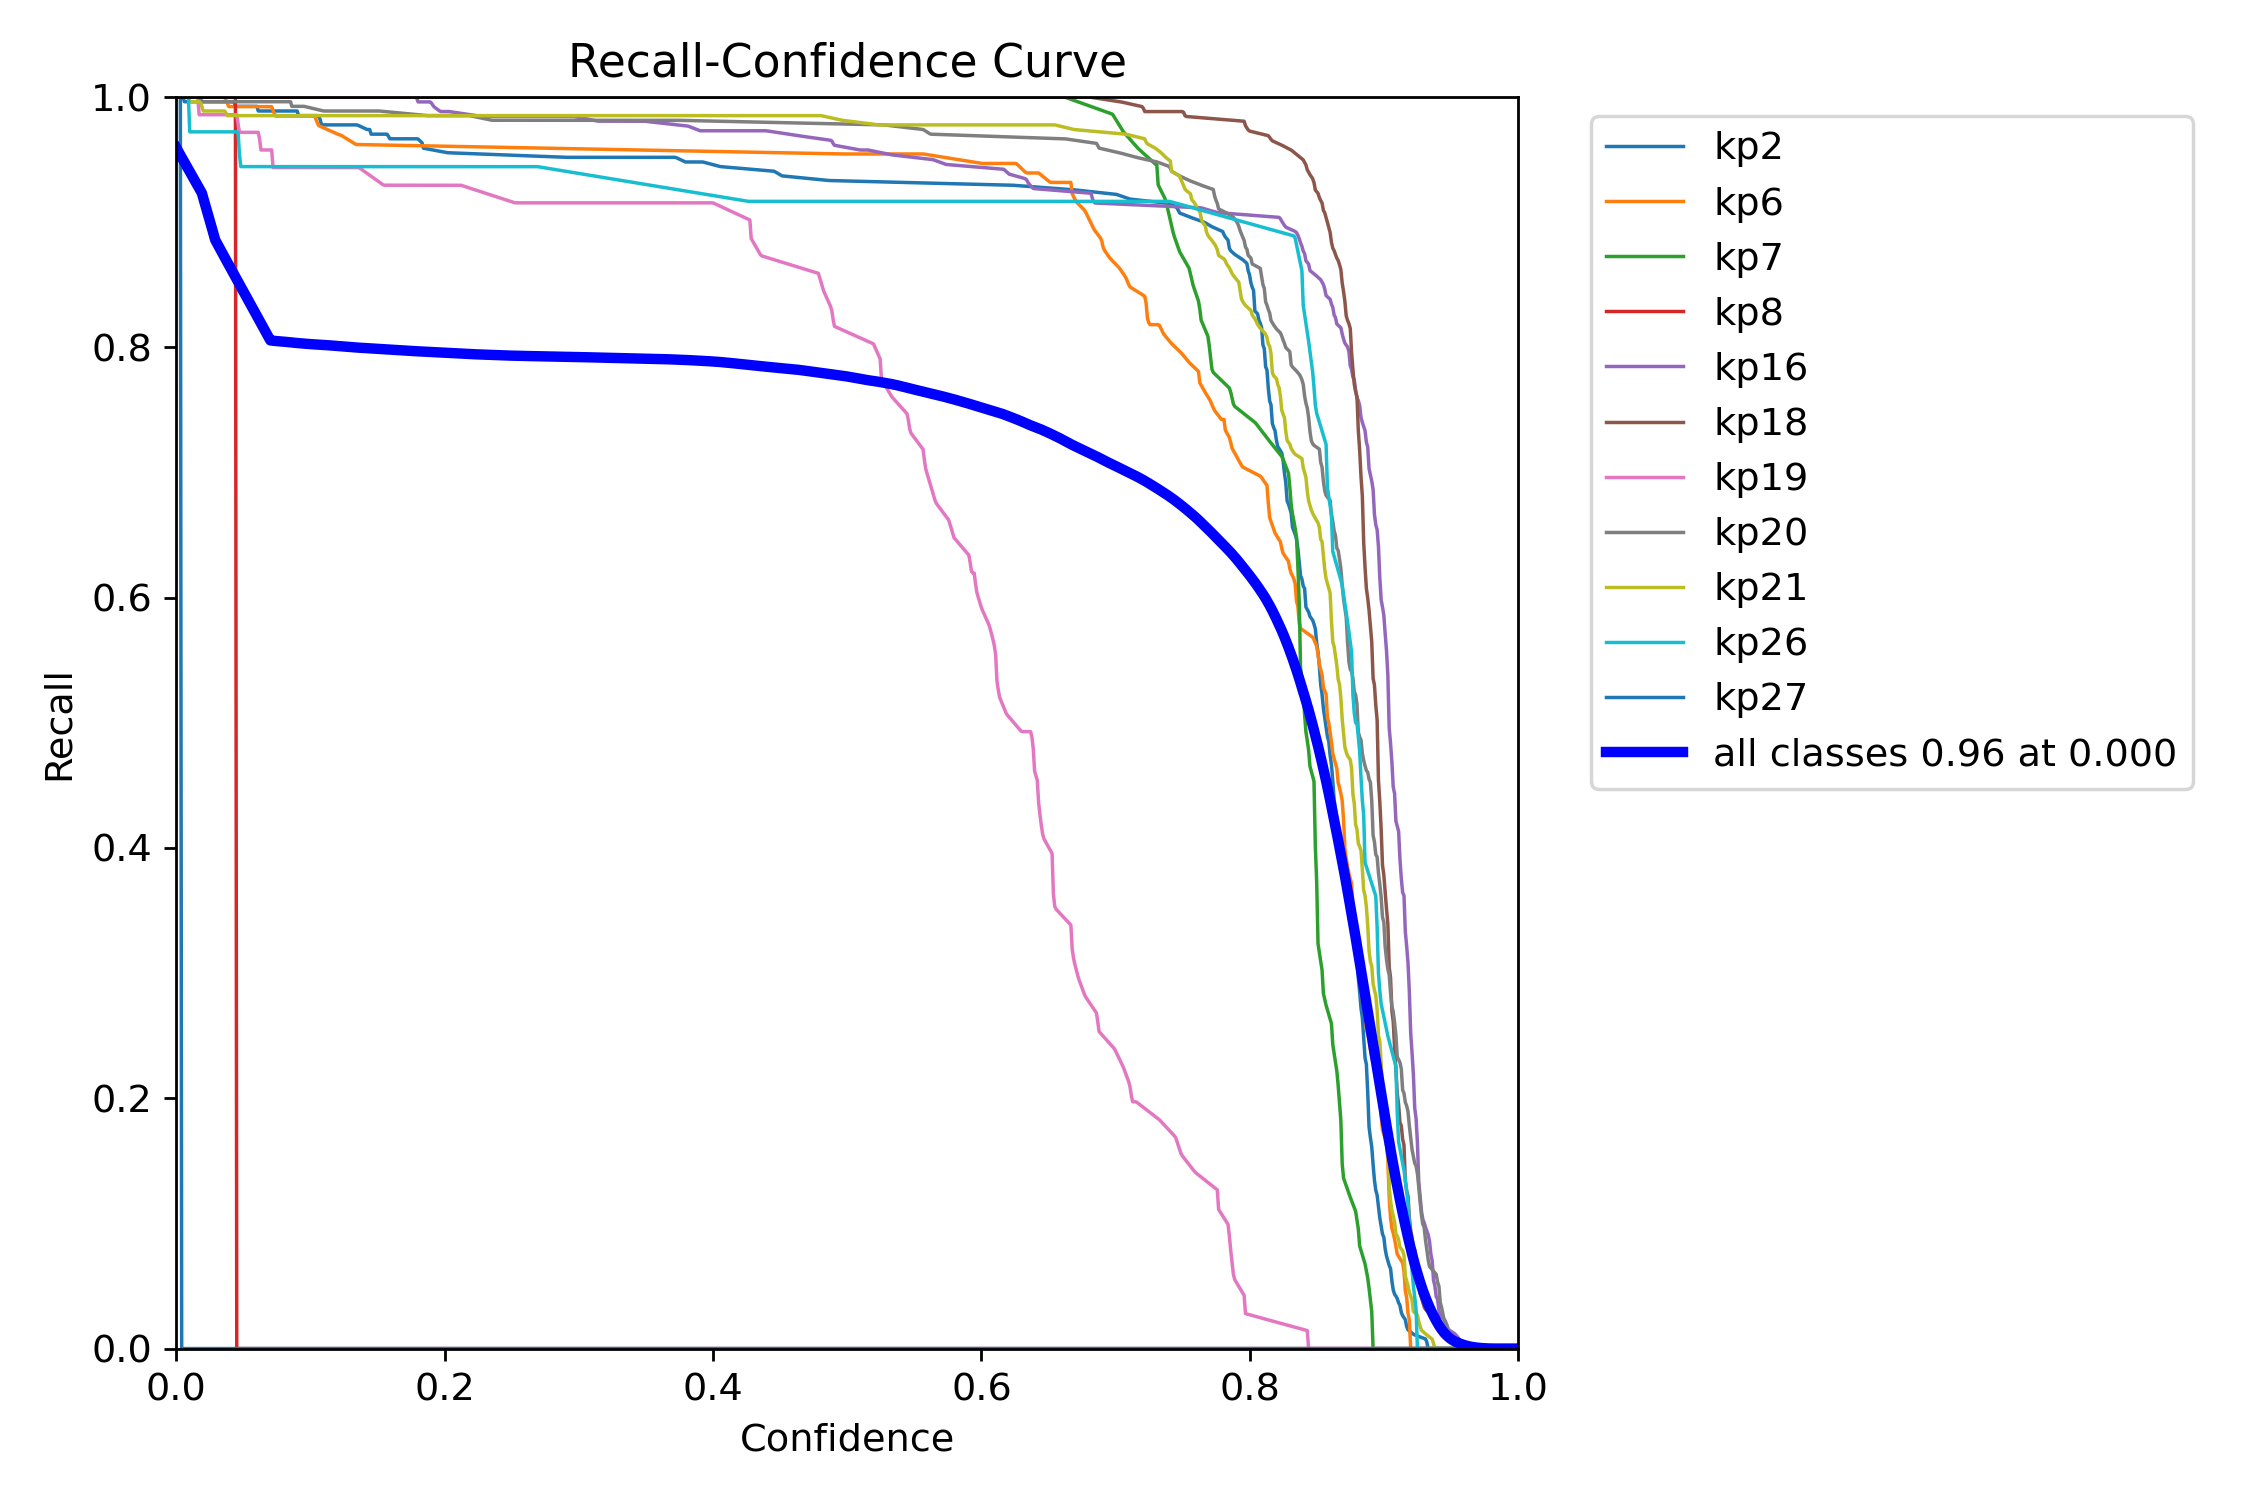 Recall-Confidence Curve
1.0
0.8
0.6
0.4
0.2
0.0
Recall
0.0 0.2 0.4 0.6 0.8 1.0
Confidence
kp2
kp6
kp7
kp8
kp16
kp18
kp19
kp20
kp21
kp26
kp27
all classes 0.96 at 0.000